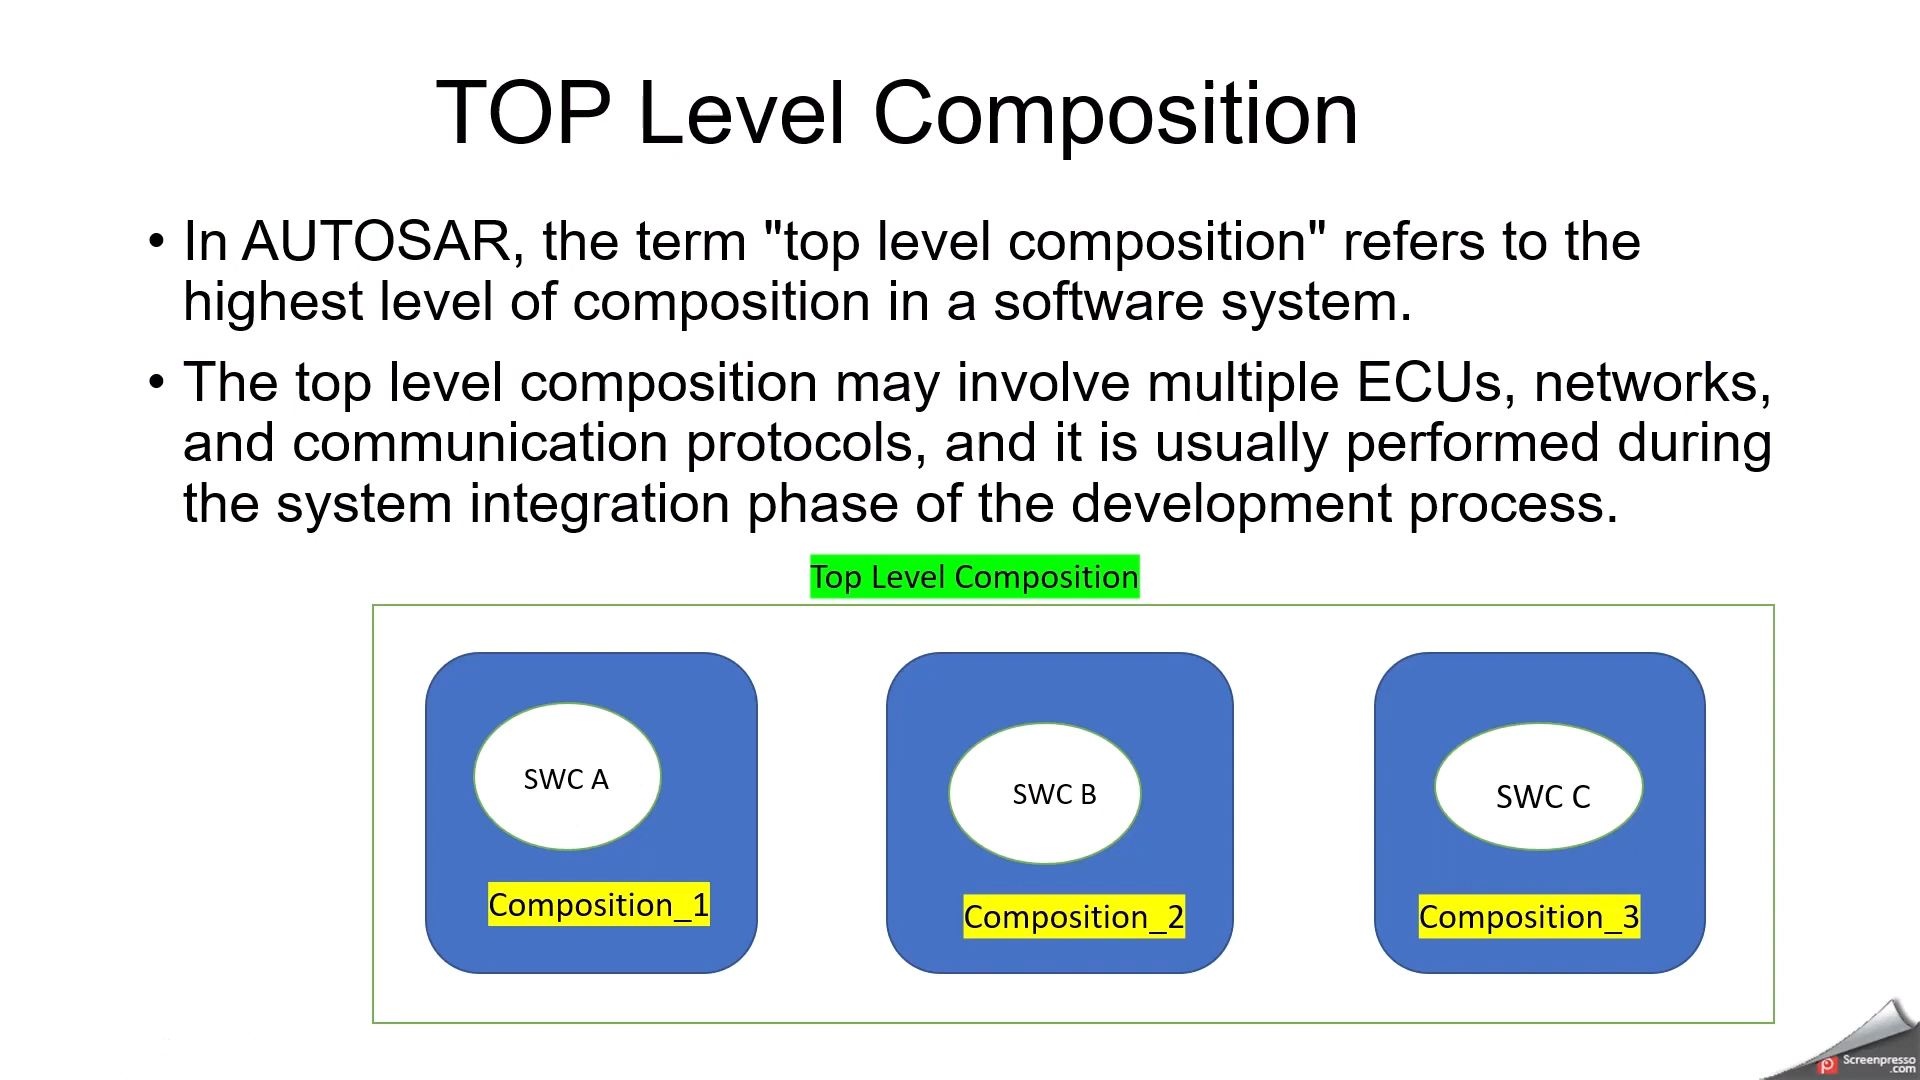 TOP Level Composition
• In AUTOSAR, the term "top level composition" refers to the
highest level of composition in a software system.
• The top level composition may involve multiple ECUs, networks,
and communication protocols, and it is usually performed during
the system integration phase of the development process.
Top Level Composition
SWC A
SWC B
SWC C
Composition_1
Composition_2
Composition_3
Screenpresso
.com